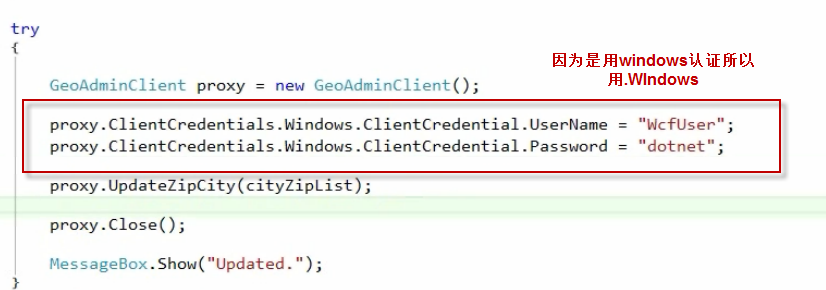 try
{
因为是用windows认证所以
用.WIndows
GeoAdminClient proxy = new GeoAdminClient();
proxy.ClientCredentials.Windows.ClientCredential.UserName = "WcfUser";
proxy.ClientCredentials.Windows.ClientCredential.Password = "dotnet";
proxy.UpdateZipCity(cityZipList);
proxy.Close();
MessageBox.Show("Updated.");
}